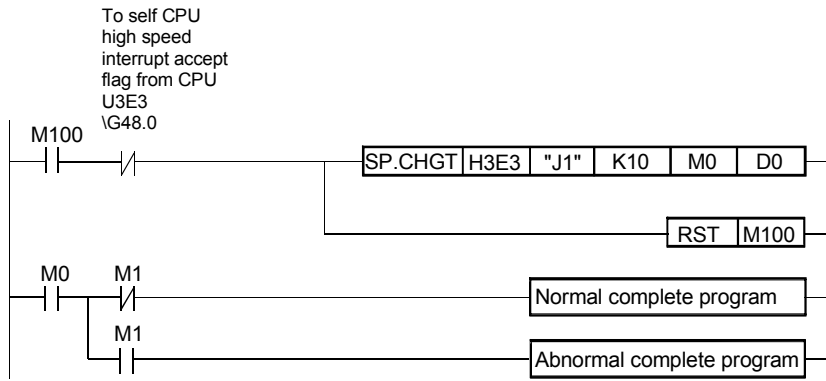 To self CPU
high speed
interrupt accept
flag from CPU
U3E3
\G48.0
M100
SP.CHGT H3E3 "J1" K10 M0 D0
RST M100
M0 M1
Normal complete program
M1
Abnormal complete program